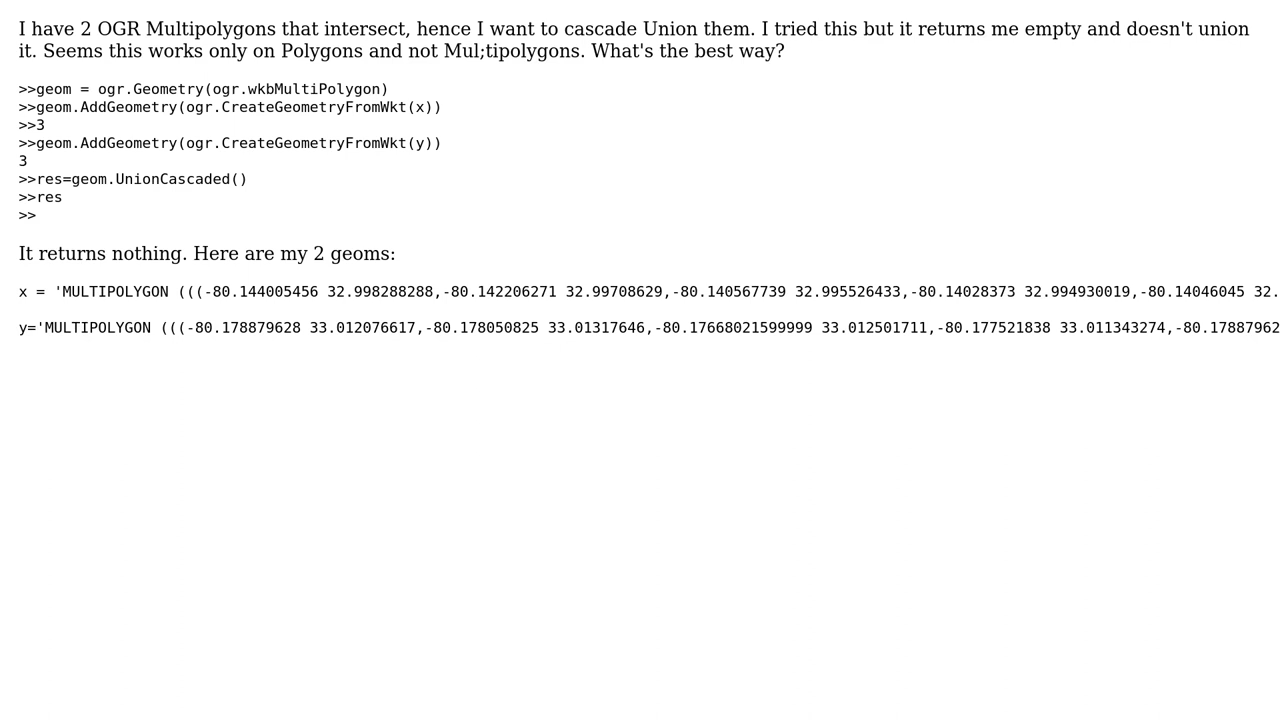 I have 2 OGR Multipolygons that intersect, hence I want to cascade Union them. I tried this but it returns me empty and doesn't union
it. Seems this works only on Polygons and not Mul;tipolygons. What's the best way?
>>geom = ogr.Geometry(ogr.wkbMultiPolygon)
>>geom.AddGeometry(ogr.CreateGeometryFromWkt(x))
>>3
>>geom.AddGeometry(ogr.CreateGeometryFromWkt(y))
3
>>res=geom.UnionCascaded()
>>res
>>
It returns nothing. Here are my 2 geoms:
x = 'MULTIPOLYGON (((-80.144005456 32.998288288,-80.142206271 32.99708629,-80.140567739 32.995526433,-80.14028373 32.994930019,-80.14046045 32.
y='MULTIPOLYGON (((-80.178879628 33.012076617,-80.178050825 33.01317646,-80.17668021599999 33.012501711,-80.177521838 33.011343274,-80.17887962